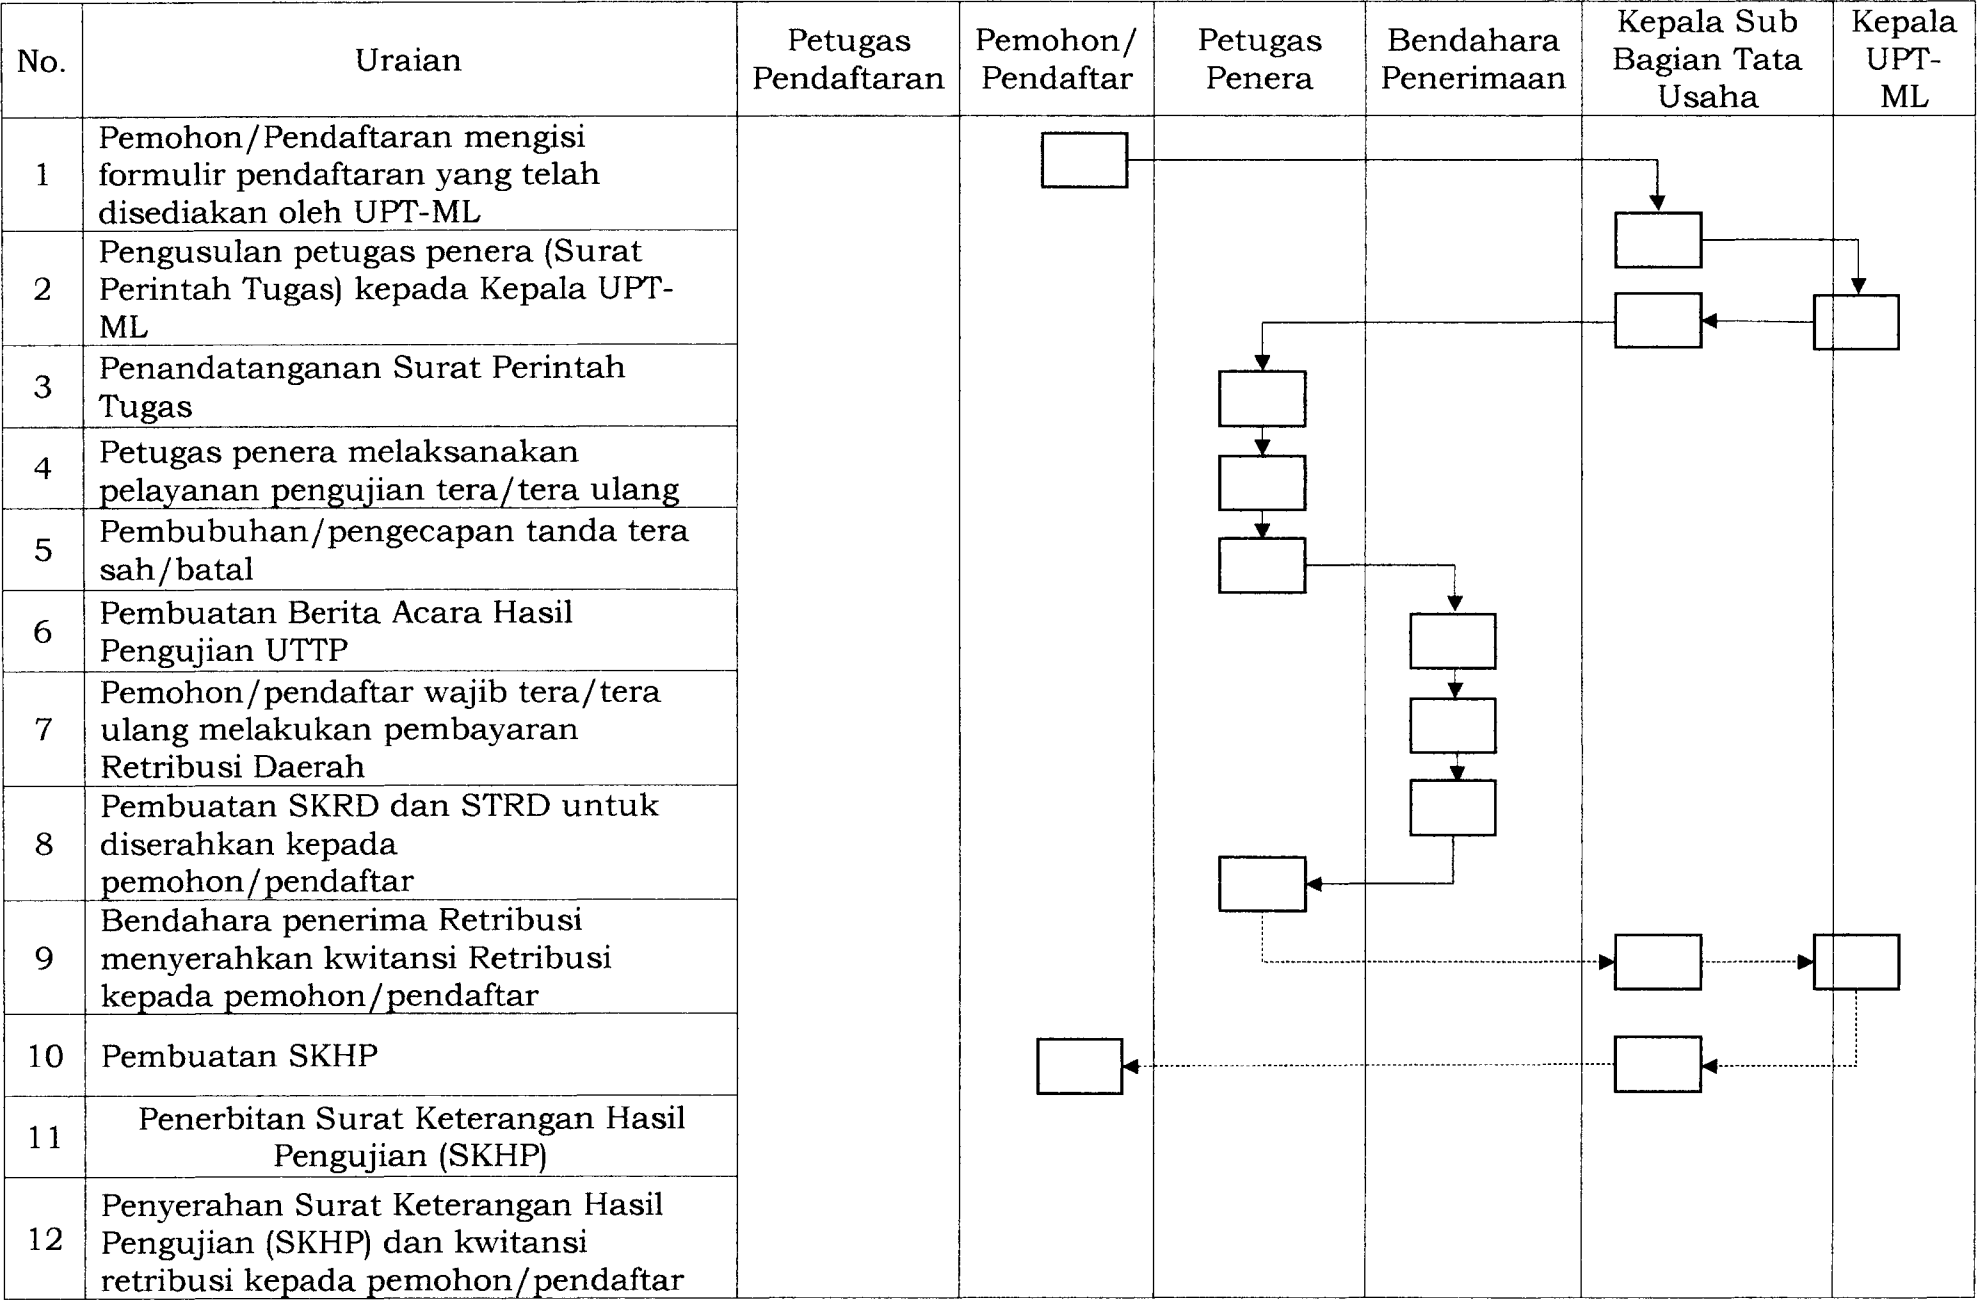 No.
Uraian
Petugas
Pendaftaran
Pemohon/
Pendaftar
Petugas
Penera
Bendahara
Penerimaan
Kepala Sub
Bagian Tata
Usaha
Kepala
UPT-
ML
1
Pemohon/Pendaftaran mengisi
formulir pendaftaran yang telah
disediakan oleh UPT-ML
2
Pengusulan petugas penera (Surat
Perintah Tugas) kepada Kepala UPT-
ML
3
Penandatanganan Surat Perintah
Tugas
4
Petugas penera melaksanakan
pelayanan pengujian tera/tera ulang
5
Pembubuhan/pengecapan tanda tera
sah/batal
6
Pembuatan Berita Acara Hasil
Pengujian UTTP
7
Pemohon/pendaftar wajib tera/tera
ulang melakukan pembayaran
Retribusi Daerah
8
Pembuatan SKRD dan STRD untuk
diserahkan kepada
pemohon/pendaftar
9
Bendahara penerima Retribusi
menyerahkan kwitansi Retribusi
kepada pemohon/pendaftar
10
Pembuatan SKHP
11
Penerbitan Surat Keterangan Hasil
Pengujian (SKHP)
12
Penyerahan Surat Keterangan Hasil
Pengujian (SKHP) dan kwitansi
retribusi kepada pemohon/pendaftar